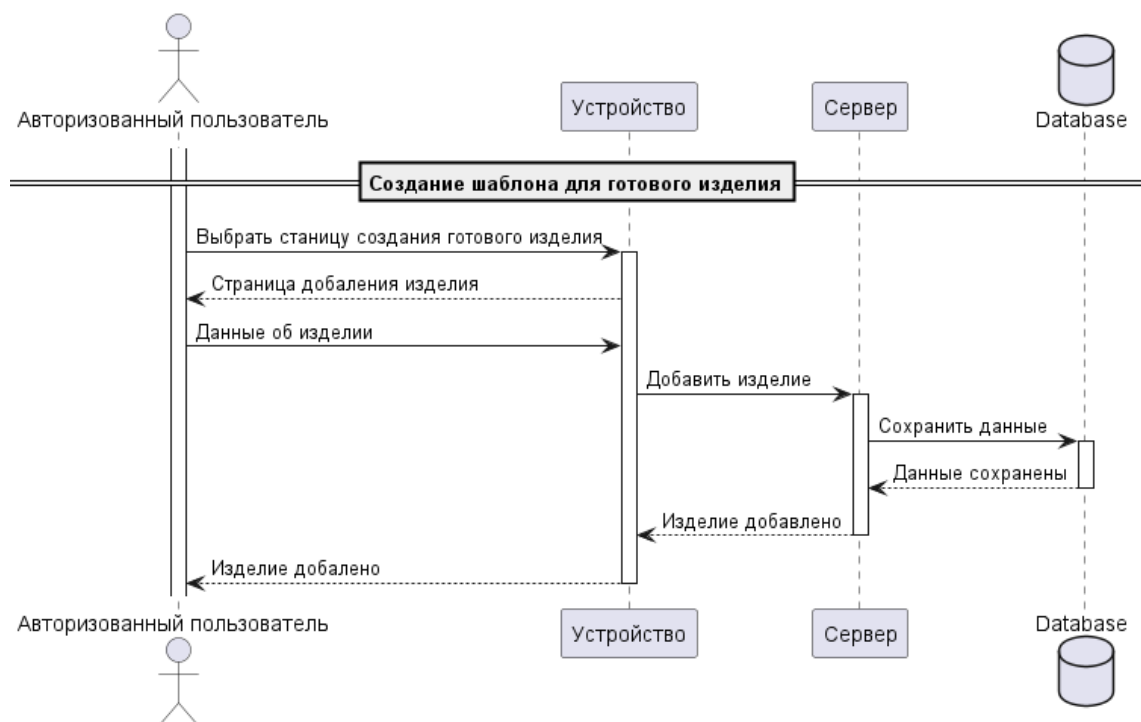 Авторизованный пользователь
Устройство
Сервер
Database
Создание шаблона для готового изделия
Выбрать станицу создания готового изделия
Страница добаления изделия
Данные об изделии
Добавить изделие
Сохранить данные
Данные сохранены
Изделие добавлено
Изделие добалено
Авторизованный пользователь
Устройство
Сервер
Database